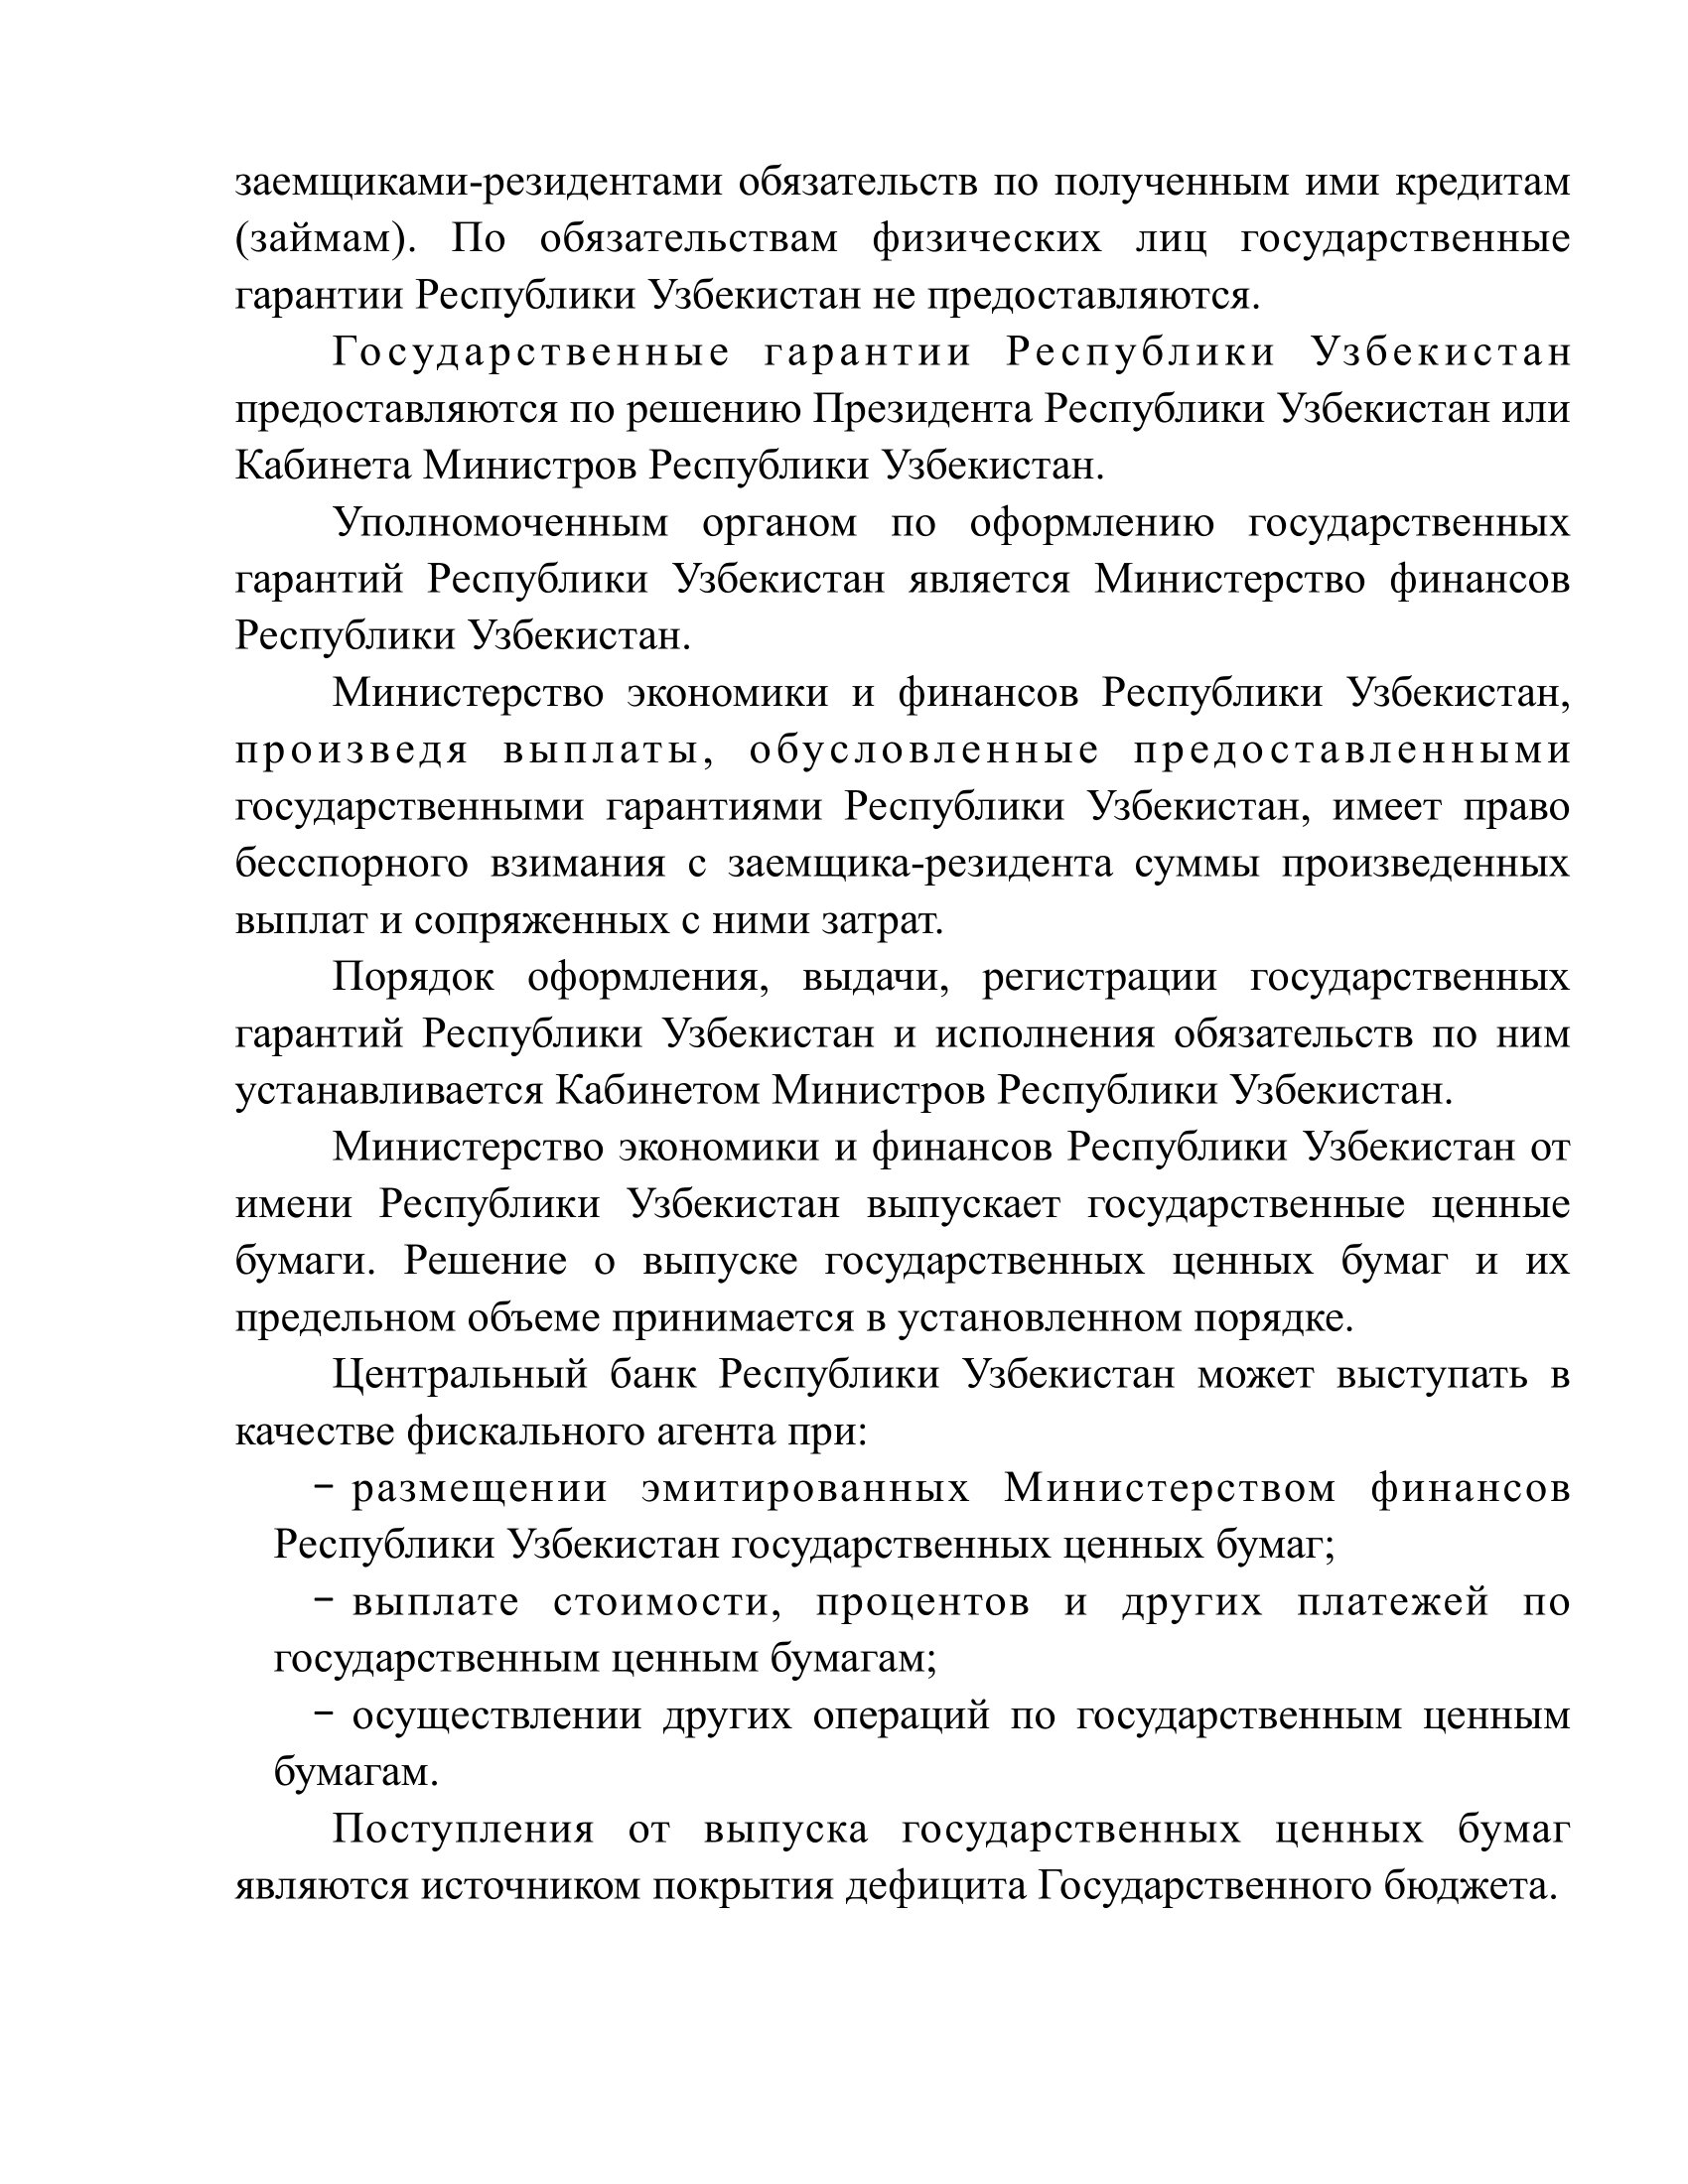 заемщиками-резидентами обязательств по полученным ими кредитам
(займам). По обязательствам физических лиц государственные
гарантии Республики Узбекистан не предоставляются.
Государственные гарантии Республики Узбекистан
предоставляются по решению Президента Республики Узбекистан или
Кабинета Министров Республики Узбекистан.
Уполномоченным органом по оформлению государственных
гарантий Республики Узбекистан является Министерство финансов
Республики Узбекистан.
Министерство экономики и финансов Республики Узбекистан,
произведя выплаты, обусловленные предоставленными
государственными гарантиями Республики Узбекистан, имеет право
бесспорного взимания с заемщика-резидента суммы произведенных
выплат и сопряженных с ними затрат.
Порядок оформления, выдачи, регистрации государственных
гарантий Республики Узбекистан и исполнения обязательств по ним
устанавливается Кабинетом Министров Республики Узбекистан.
Министерство экономики и финансов Республики Узбекистан от
имени Республики Узбекистан выпускает государственные ценные
бумаги. Решение о выпуске государственных ценных бумаг и их
предельном объеме принимается в установленном порядке.
Центральный банк Республики Узбекистан может выступать в
качестве фискального агента при:
− размещении эмитированных Министерством финансов
Республики Узбекистан государственных ценных бумаг;
− выплате стоимости, процентов и других платежей по
государственным ценным бумагам;
− осуществлении других операций по государственным ценным
бумагам.
Поступления от выпуска государственных ценных бумаг
являются источником покрытия дефицита Государственного бюджета.